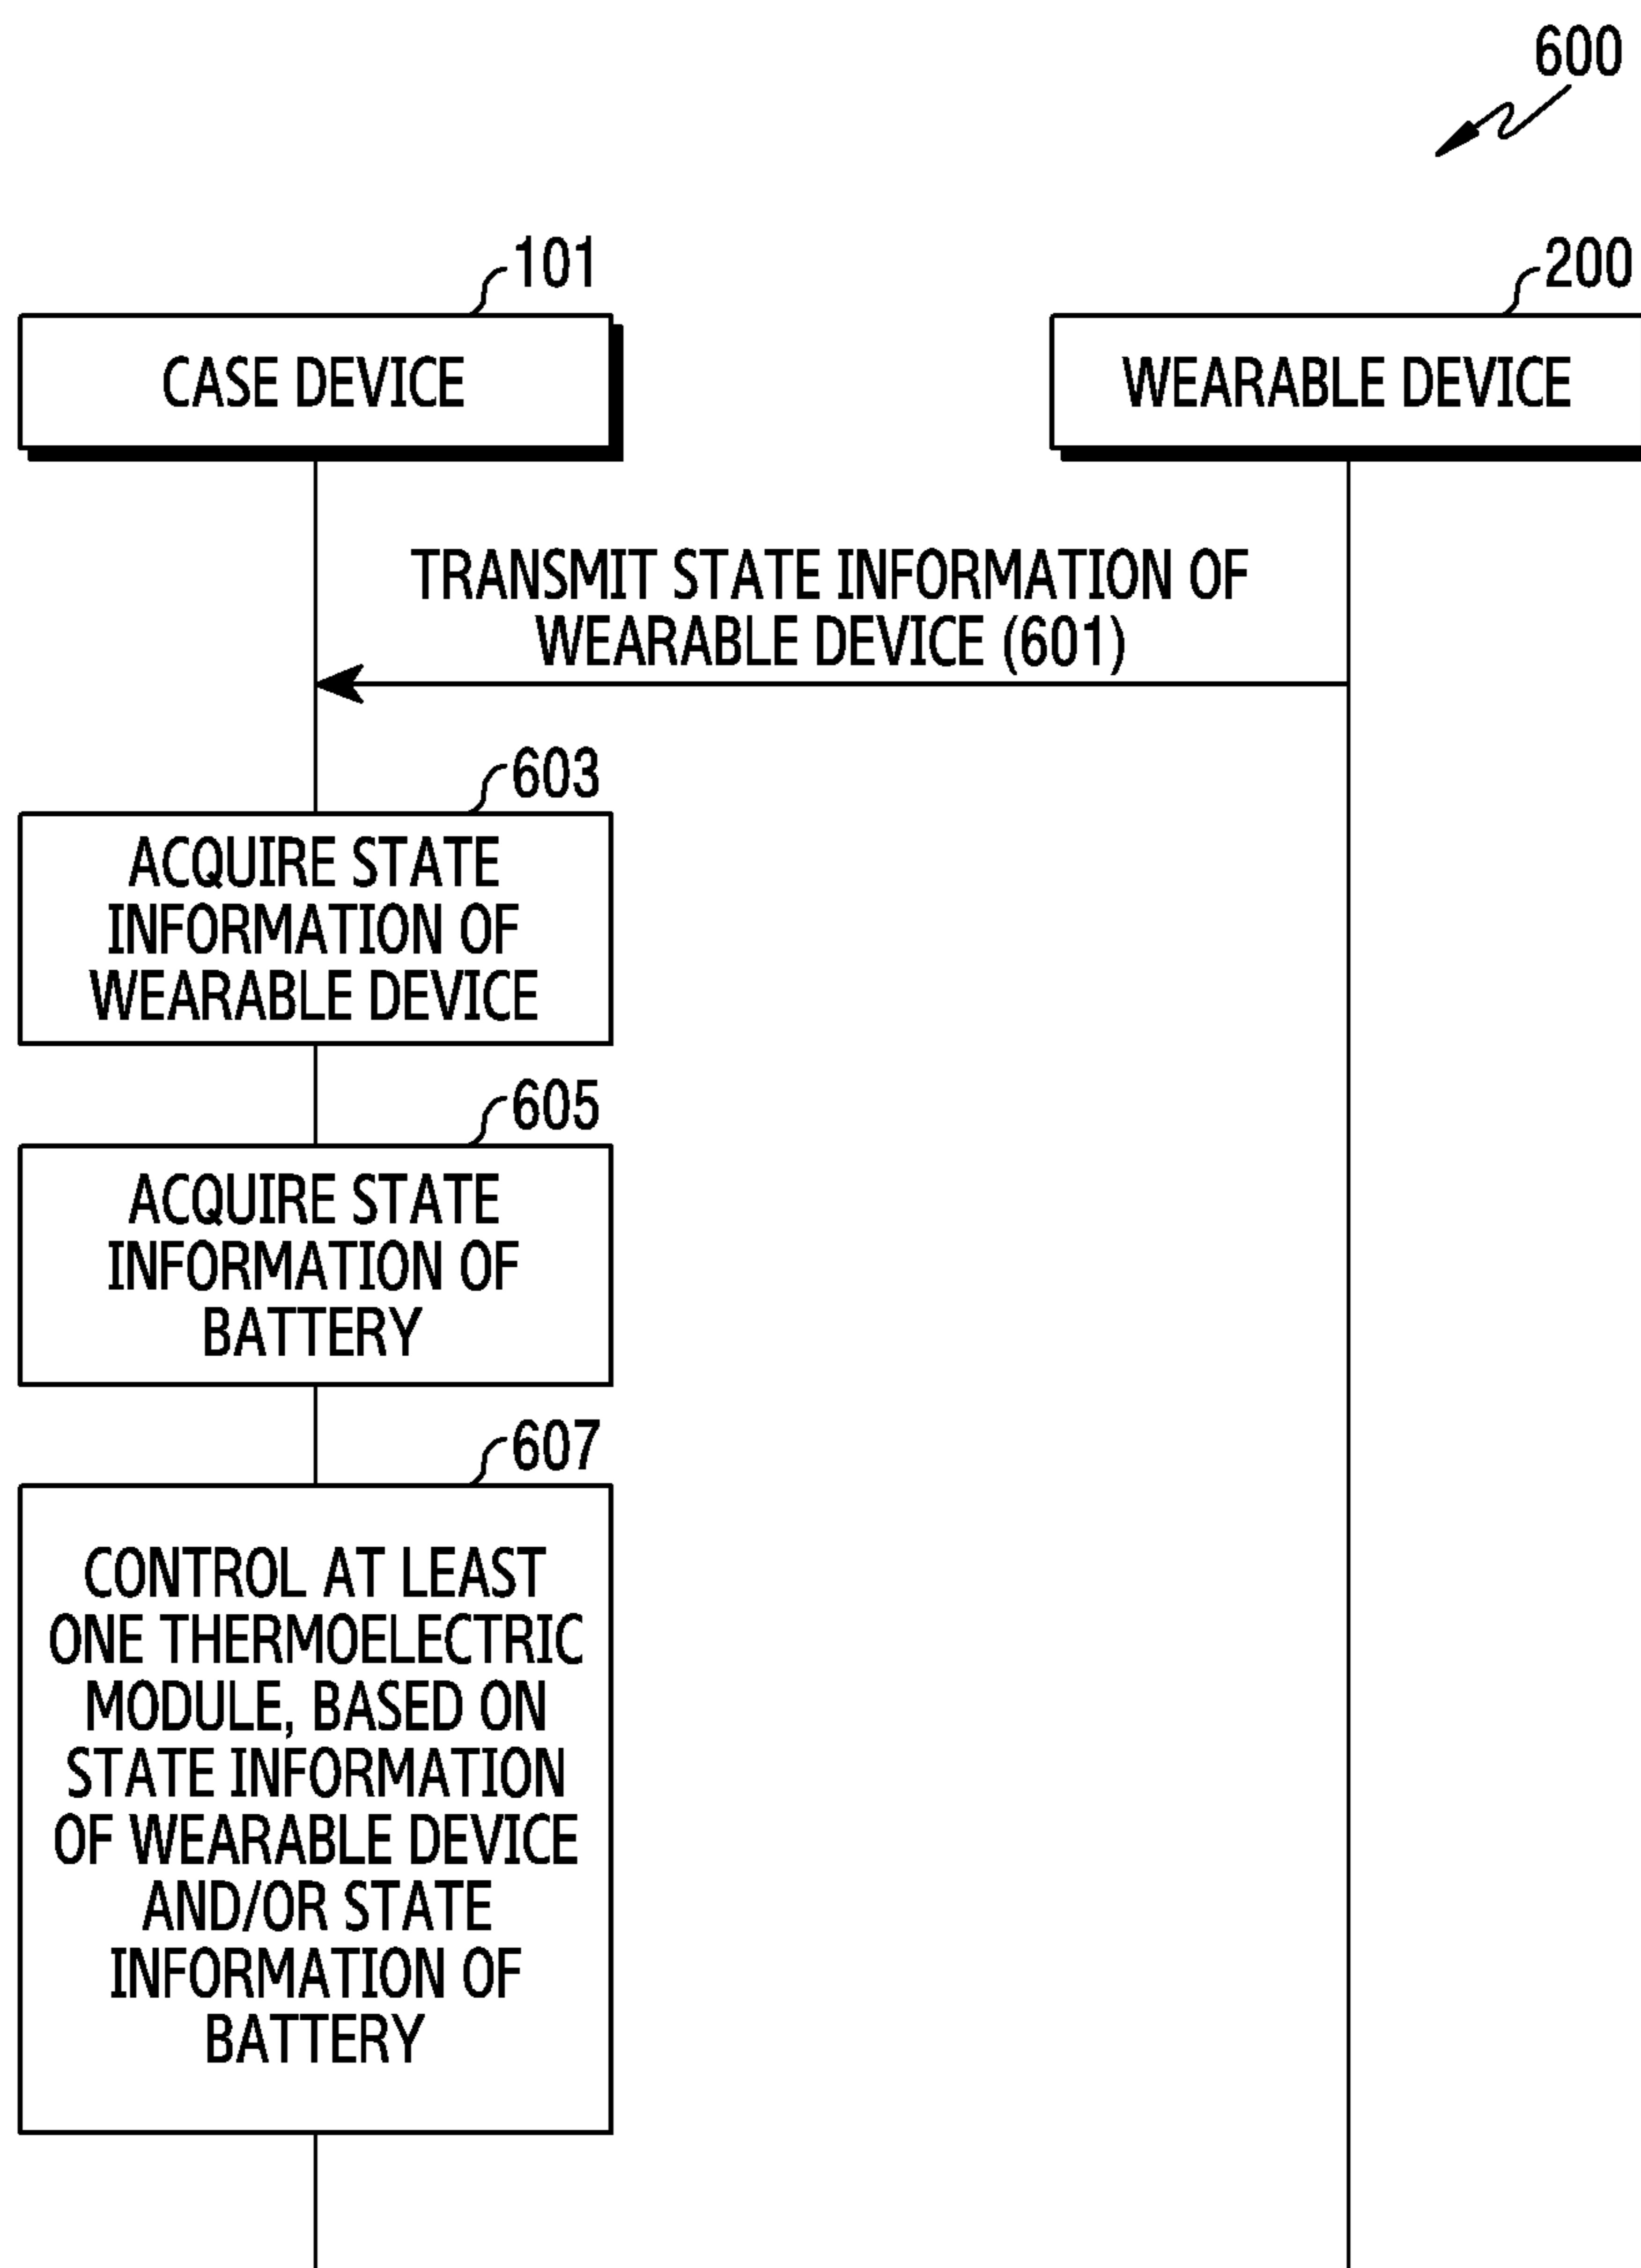 600
101
200
CASE DEVICE
WEARABLE DEVICE
TRANSMIT STATE INFORMATION OF
WEARABLE DEVICE (601)
603
ACQUIRE STATE
INFORMATION OF
WEARABLE DEVICE
605
ACQUIRE STATE
INFORMATION OF
BATTERY
607
CONTROL AT LEAST
ONE THERMOELECTRIC
MODULE, BASED ON
STATE INFORMATION
OF WEARABLE DEVICE
AND/OR STATE
INFORMATION OF
BATTERY